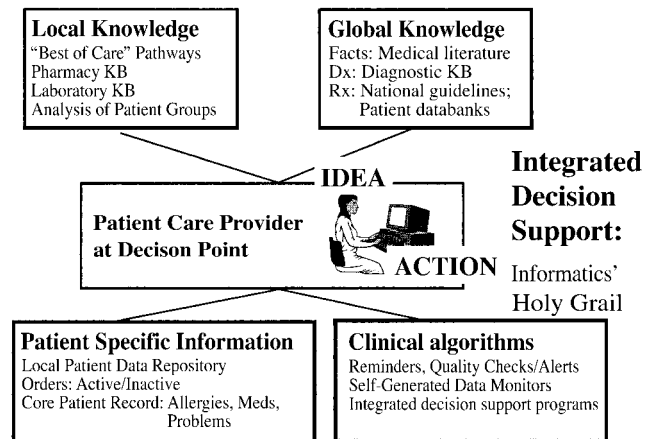 Local Knowledge
“Best of Care” Pathways
Pharmacy KB
Laboratory KB
Analysis of Patient Groups
Global Knowledge
Facts: Medical literature
Dx: Diagnostic KB
Rx: National guidelines;
Patient databanks
IDEA
Patient Care Provider
at Decison Point
ACTION
Integrated
Decision
Support:
Informatics’
Holy Grail
Patient Specific Information
Local Patient Data Repository
Orders: Active/Inactive
Core Patient Record: Allergies, Meds,
Problems
Clinical algorithms
Reminders, Quality Checks/Alerts
Self-Generated Data Monitors
Integrated decision support programs